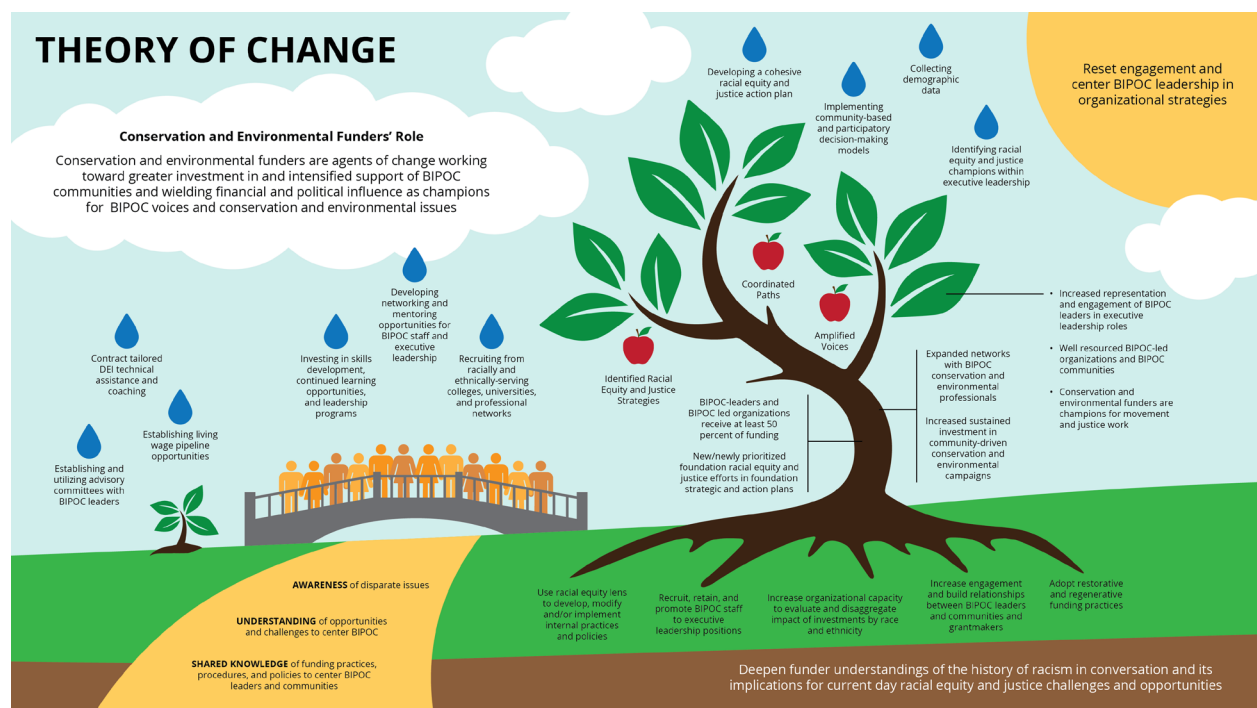 THEORY OF CHANGE
Conservation and Environmental Funders’ Role
Conservation and environmental funders are agents of change working
toward greater investment in and intensified support of BIPOC
communities and wielding financial and political influence as champions
for BIPOC voices and conservation and environmental issues
Reset engagement and
center BIPOC leadership in
organizational strategies
Developing a cohesive
racial equity and
justice action plan
Implementing
community-based
and participatory
decision-making
models
Collecting
demographic
data
Identifying racial
equity and justice
champions within
executive leadership
Contract tailored
DEI technical
assistance and
coaching
Establishing living
wage pipeline
opportunities
Establishing and
utilizing advisory
committees with
BIPOC leaders
Investing in skills
development,
continued learning
opportunities,
and leadership
programs
Developing
networking and
mentoring
opportunities for
BIPOC staff and
executive
leadership
Recruiting from
racially and
ethnically-serving
colleges, universities,
and professional
networks
Identified Racial
Equity and Justice
Strategies
Coordinated
Paths
Amplified
Voices
• Increased representation
and engagement of BIPOC
leaders in executive
leadership roles
• Well resourced BIPOC-led
organizations and BIPOC
communities
• Conservation and
environmental funders are
champions for movement
and justice work
BIPOC-leaders and
BIPOC led organizations
receive at least 50
percent of funding
New/newly prioritized
foundation racial equity and
justice efforts in foundation
strategic and action plans
Expanded networks
with BIPOC
conservation and
environmental
professionals
Increased sustained
investment in
community-driven
conservation and
environmental
campaigns
AWARENESS of disparate issues
UNDERSTANDING of opportunities
and challenges to center BIPOC
SHARED KNOWLEDGE of funding practices,
procedures, and policies to center BIPOC
leaders and communities
Use racial equity lens
to develop, modify
and/or implement
internal practices
and policies
Recruit, retain, and
promote BIPOC staff
to executive
leadership positions
Increase organizational capacity
to evaluate and disaggregate
impact of investments by race
and ethnicity
Increase engagement
and build relationships
between BIPOC leaders
and communities and
grantmakers
Adopt restorative
and regenerative
funding practices
Deepen funder understandings of the history of racism in conversation and its
implications for current day racial equity and justice challenges and opportunities